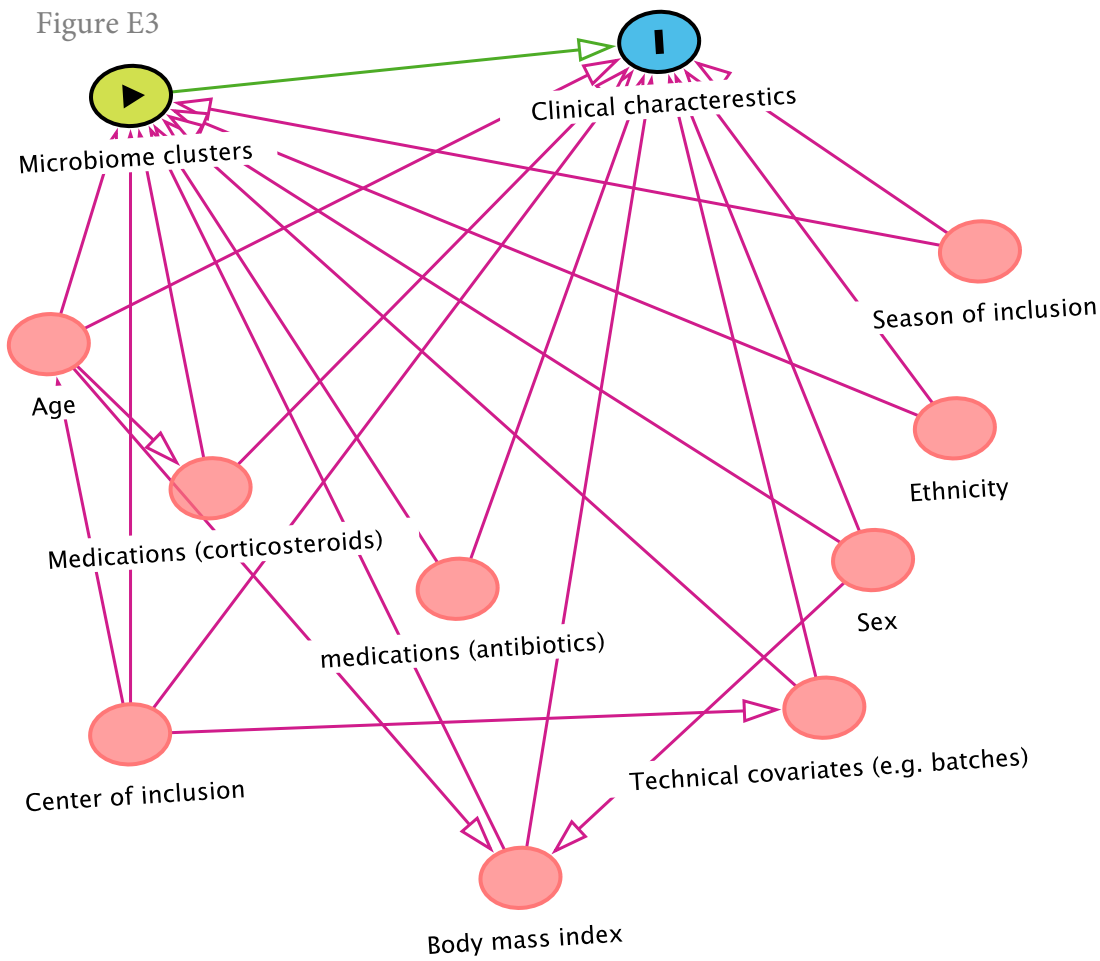 Figure E3
Clinical characterestics
Microbiome clusters
Season of inclusion
Age
Ethnicity
Medications (corticosteroids)
Sex
medications (antibiotics)
Technical covariates (e.g. batches)
Center of inclusion
Body mass index